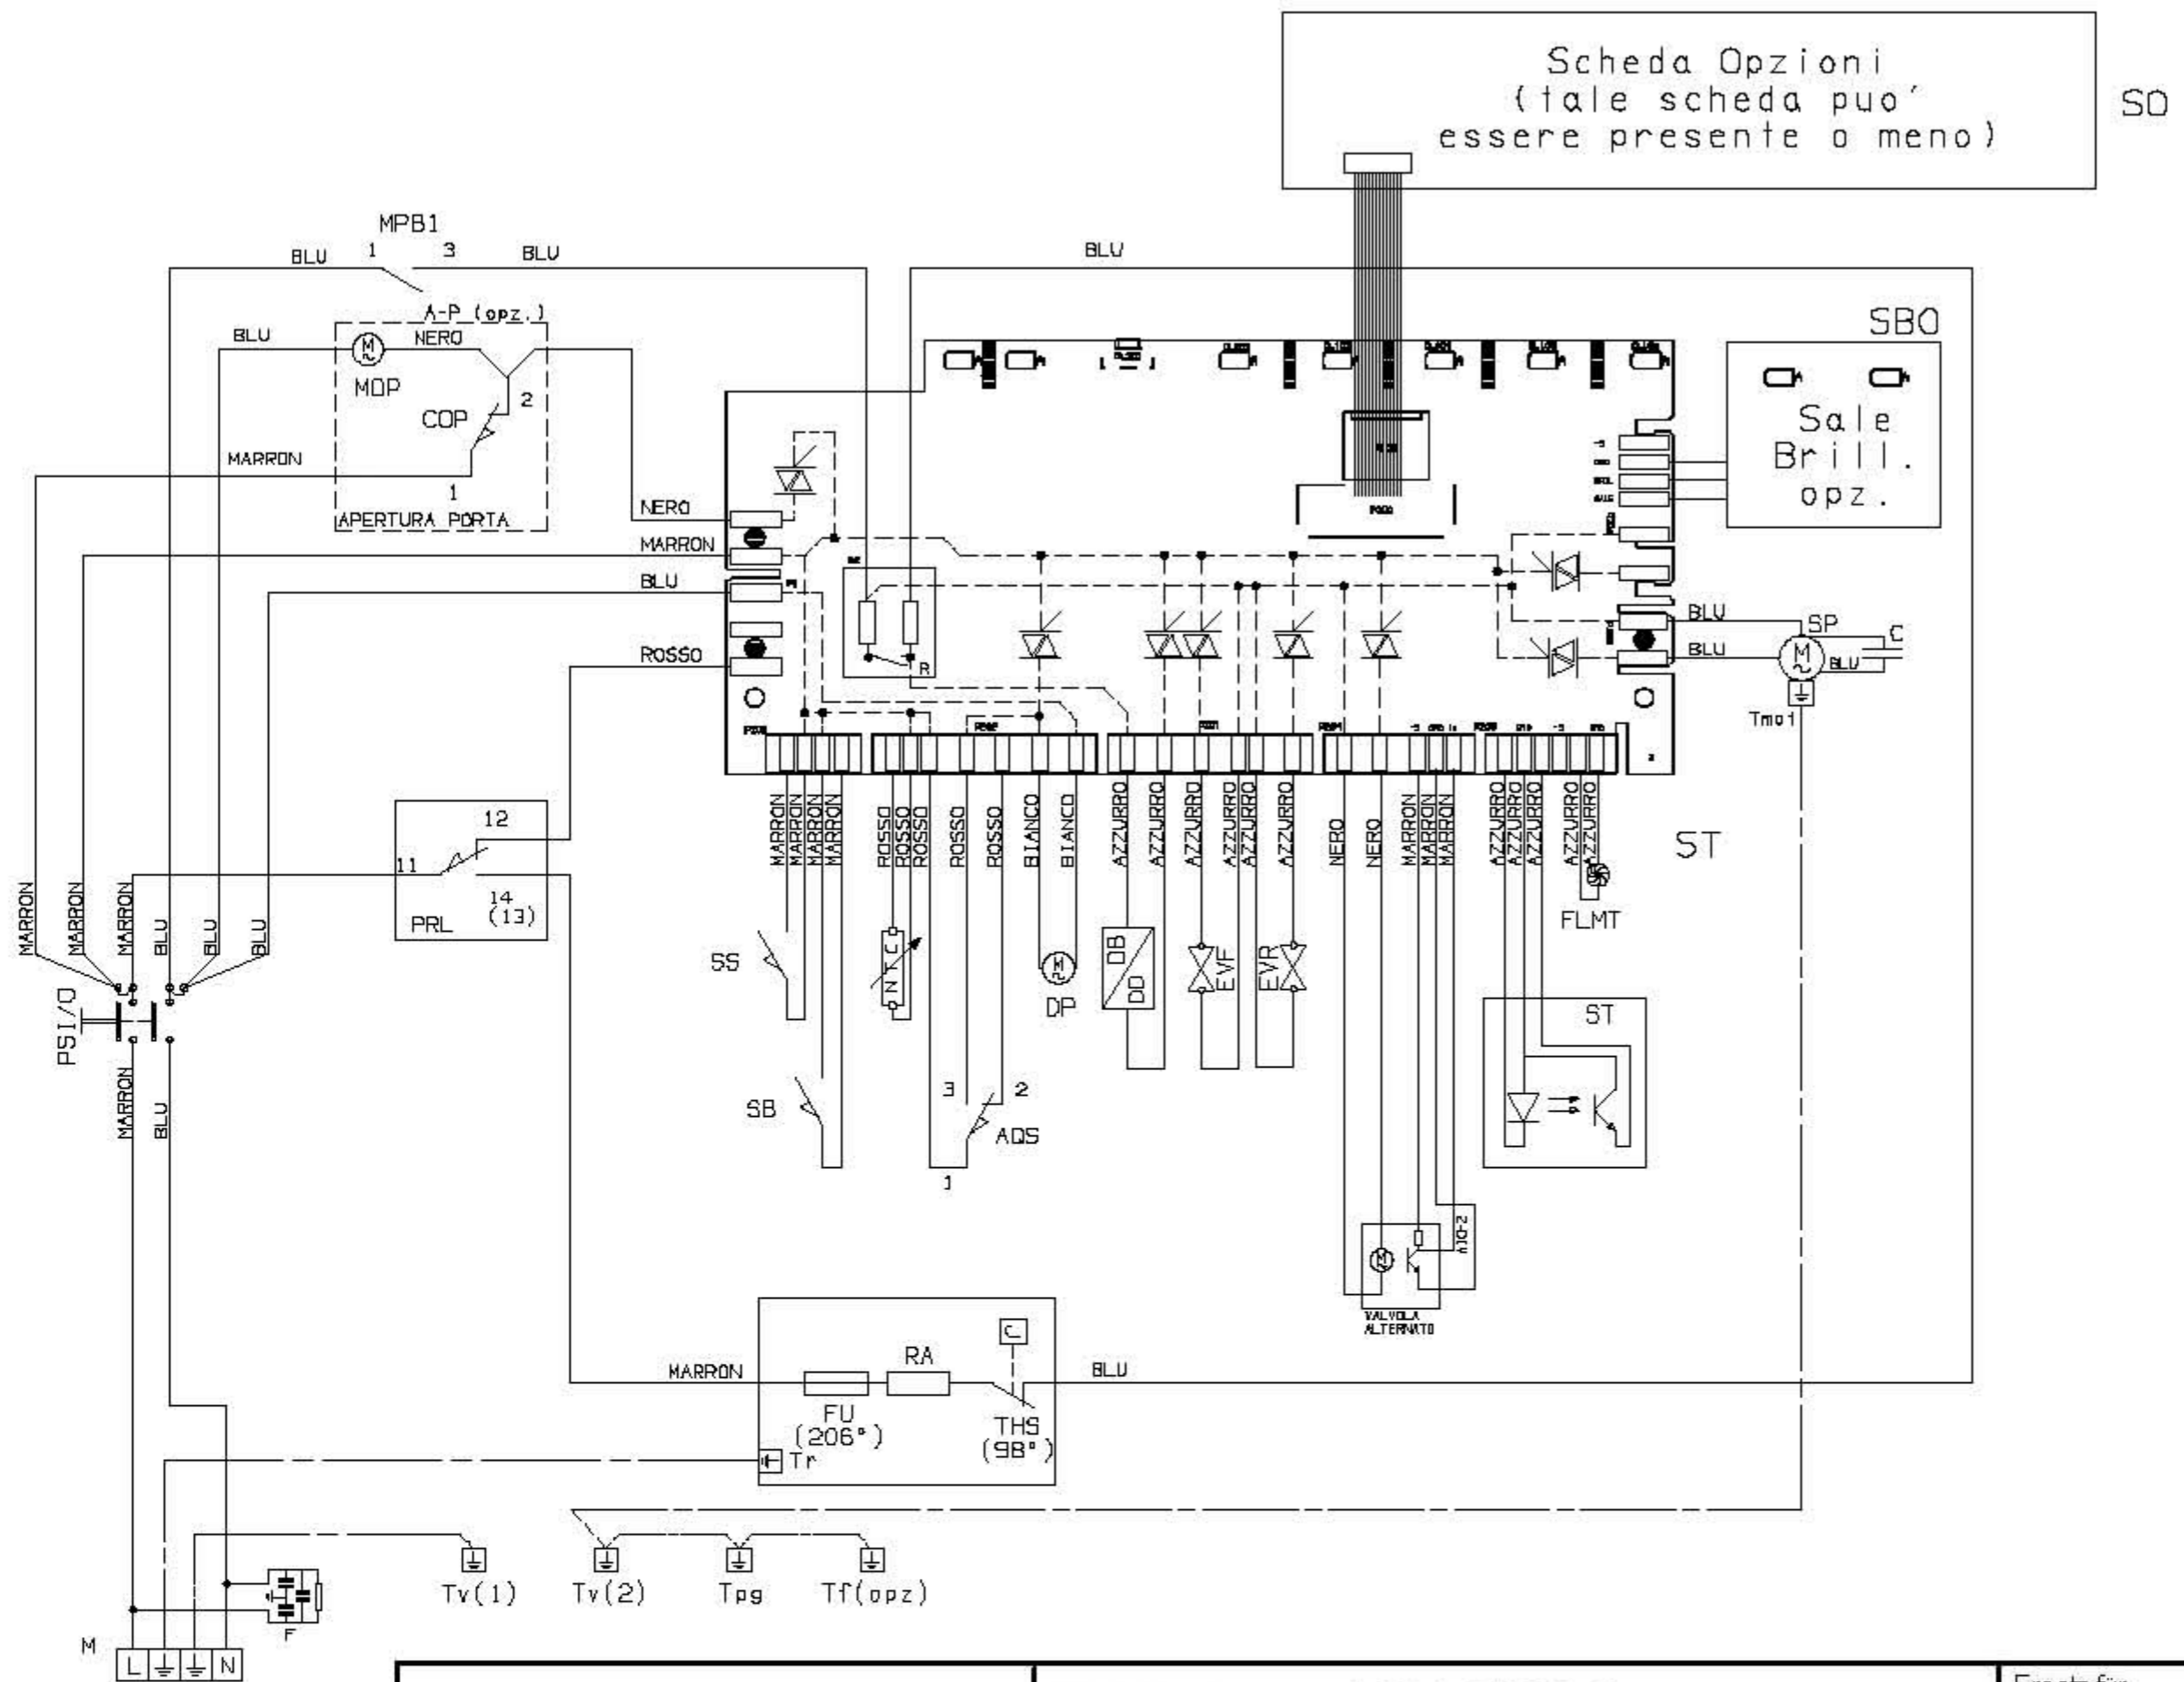 Scheda Opzioni
(tale scheda puo'
essere presente o meno)
SO
MPB1
BLU
1
3
BLU
BLU
A-P (opz.)
BLU
NERO
MOP
COP
2
MARRON
1
APERTURA PORTA
SBO
Sale
Brill.
opz.
NERO
MARRON
BLU
ROSSO
R
BLU
SP
C
BLU
BLU
Tmot
MARRON
MARRON
MARRON
MARRON
ROSSO
ROSSO
ROSSO
ROSSO
ROSSO
BIANCO
BIANCO
AZZURRO
AZZURRO
AZZURRO
AZZURRO
AZZURRO
AZZURRO
NERO
NERO
MARRON
MARRON
MARRON
AZZURRO
AZZURRO
AZZURRO
AZZURRO
AZZURRO
ST
12
11
14
(13)
PRL
MARRON
MARRON
MARRON
BLU
BLU
BLU
FLMT
SS
NTC
DP
DB
DD
EVF
EVR
PSI/O
ST
MARRON
BLU
SB
3
2
AQS
1
A10-2
VALVOLA
ALTERNATO
C
MARRON
RA
BLU
FU
(206°)
THS
(98°)
Tr
Tv(1)
Tv(2)
Tpg
Tf(opz)
F
M
L
N